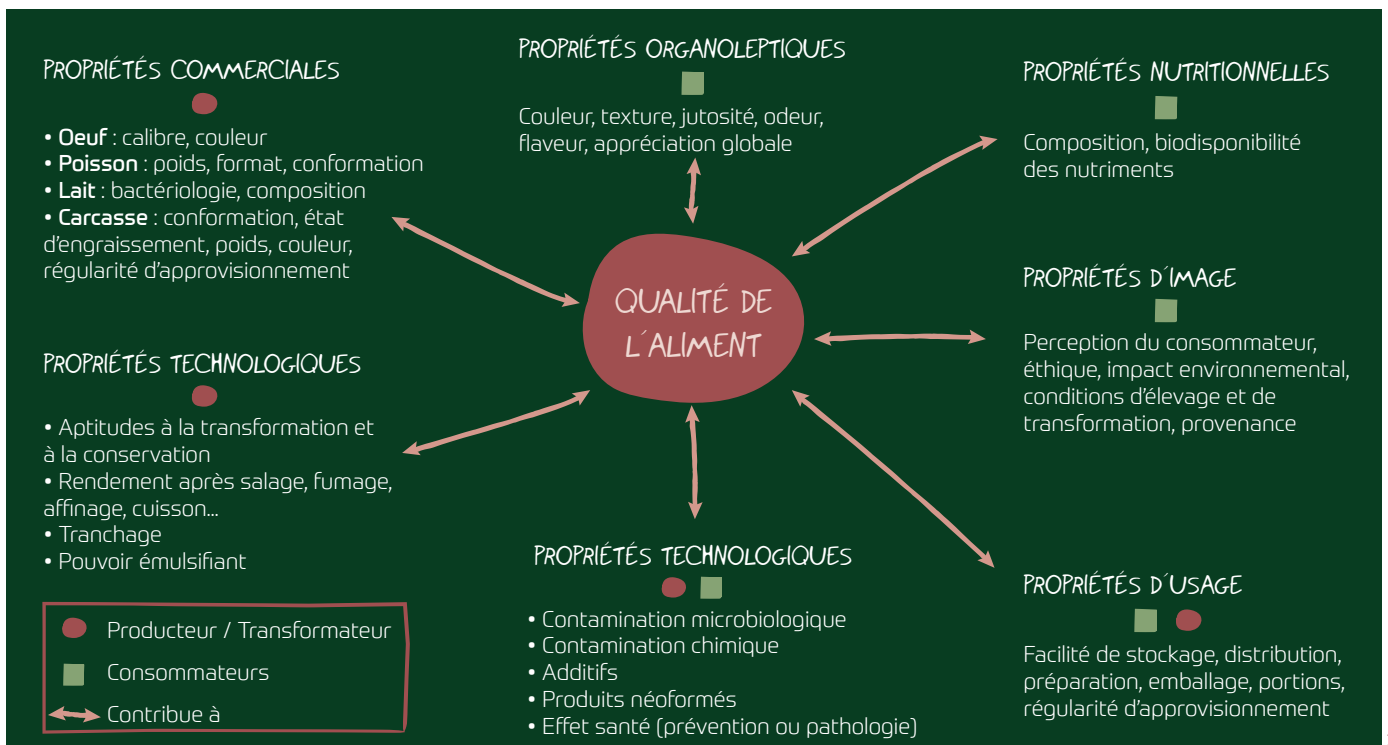 PROPRIÉTÉS COMMERCIALES
• Oeuf : calibre, couleur
• Poisson : poids, format, conformation
• Lait : bactériologie, composition
• Carcasse : conformation, état
d'engraissement, poids, couleur,
régularité d'approvisionnement
PROPRIÉTÉS ORGANOLEPTIQUES
Couleur, texture, jutosité, odeur,
flaveur, appréciation globale
PROPRIÉTÉS NUTRITIONNELLES
Composition, biodisponibilité
des nutriments
QUALITÉ DE
L'ALIMENT
PROPRIÉTÉS D'IMAGE
Perception du consommateur,
éthique, impact environnemental,
conditions d'élevage et de
transformation, provenance
PROPRIÉTÉS TECHNOLOGIQUES
• Aptitudes à la transformation et
à la conservation
• Rendement après salage, fumage,
affinage, cuisson...
• Tranchage
• Pouvoir émulsifiant
PROPRIÉTÉS TECHNOLOGIQUES
• Contamination microbiologique
• Contamination chimique
• Additifs
• Produits néoformés
• Effet santé (prévention ou pathologie)
PROPRIÉTÉS D'USAGE
Facilité de stockage, distribution,
préparation, emballage, portions,
régularité d'approvisionnement
Producteur / Transformateur
Consommateurs
Contribue à